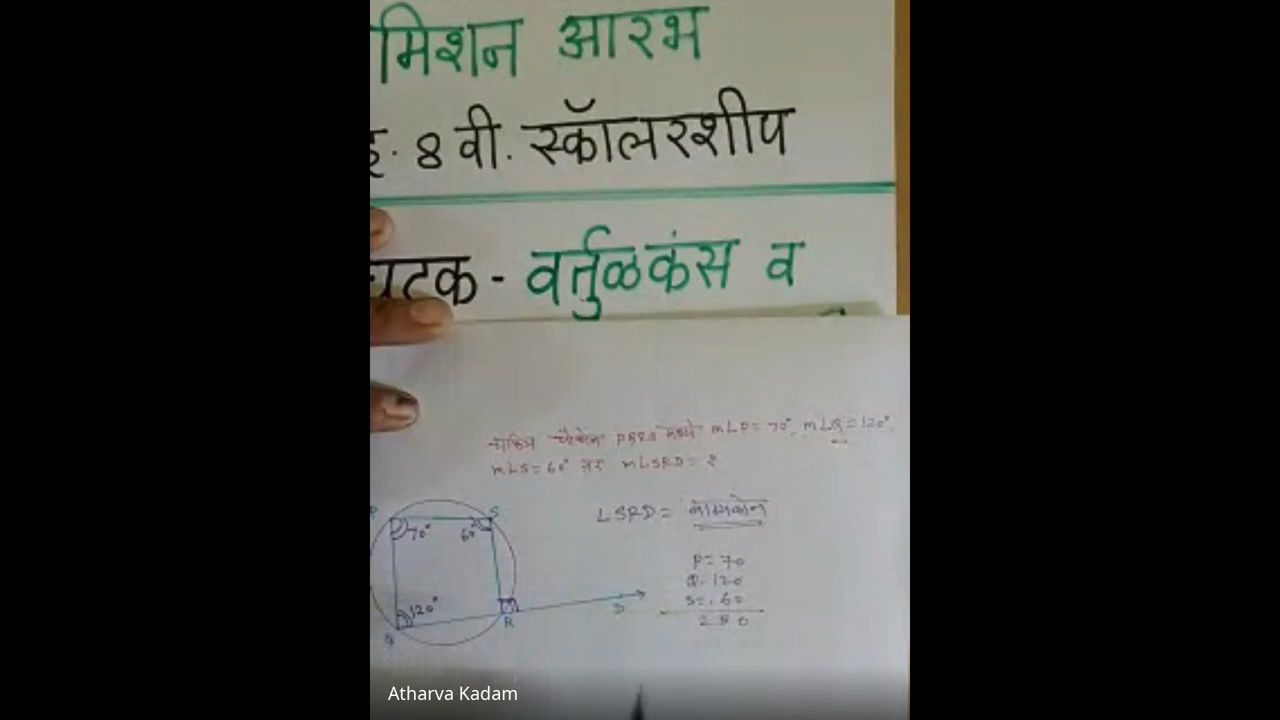 मिशन आरंभ
इ. 8 वी. स्कॉलरशीप
घटक - वर्तुळकंस व
चक्रिय चौकोन PQRS मध्ये m∠P = 70°, m∠Q = 120°,
m∠S = 60° तर m∠SRD = ?
∠SRD = बाह्यकोन
P S
70° 60°
P = 70
Q = 120
S = 60
250
120°
Q R D
Atharva Kadam